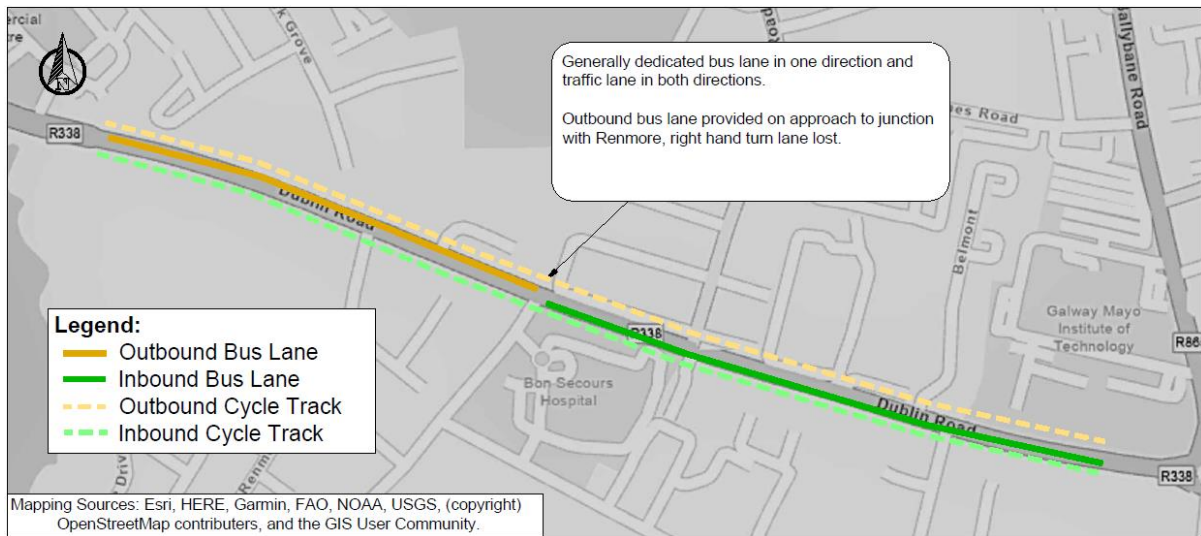 ercial
tre
k Grove
N
R338
Generally dedicated bus lane in one direction and
traffic lane in both directions.
Outbound bus lane provided on approach to junction
with Renmore, right hand turn lane lost.
Road
nes Road
Ballybane Road
Dublin Road
Belmont
R338
Galway Mayo
Institute of
Technology
R86
Bon Secours
Hospital
Dublin Road
R338
Legend:
Outbound Bus Lane
Inbound Bus Lane
Outbound Cycle Track
Inbound Cycle Track
Driv
Renm
Mapping Sources: Esri, HERE, Garmin, FAO, NOAA, USGS, (copyright)
OpenStreetMap contributers, and the GIS User Community.